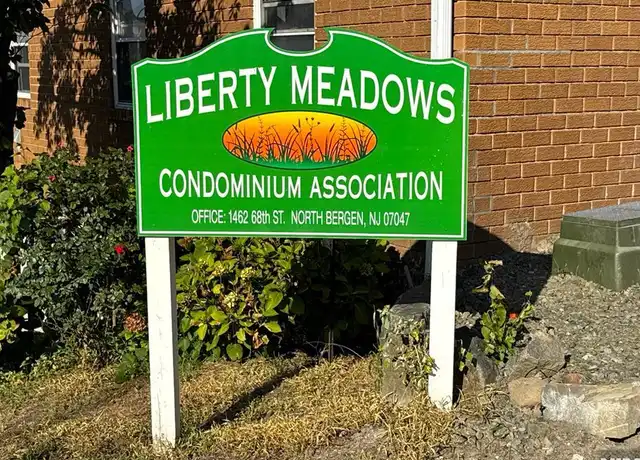 LIBERTY MEADOWS
CONDOMINIUM ASSOCIATION
OFFICE: 1462 68th ST. NORTH BERGEN, NJ 07047